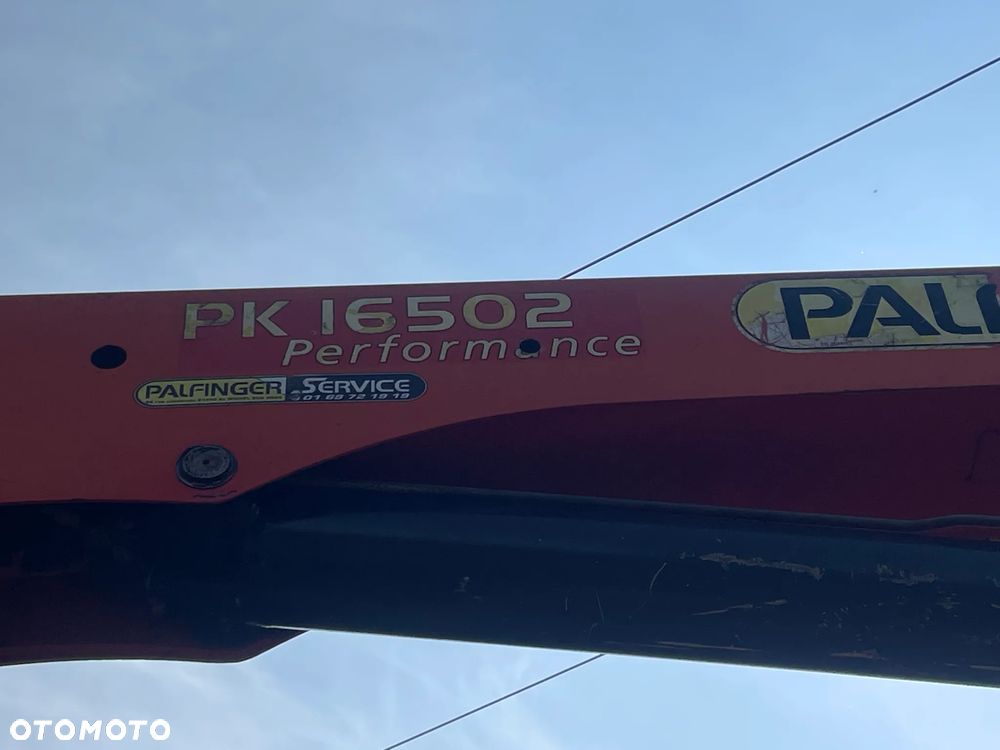 PK 16502
Performance
PALFINGER SERVICE
PAL
OTOMOTO